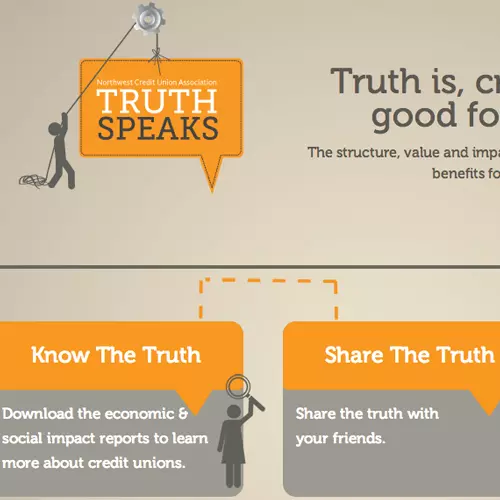 Northwest Credit Union Association
TRUTH
SPEAKS
Truth is, cr
good fo
The structure, value and impa
benefits fo
Know The Truth
Download the economic &
social impact reports to learn
more about credit unions.
Share The Truth
Share the truth with
your friends.